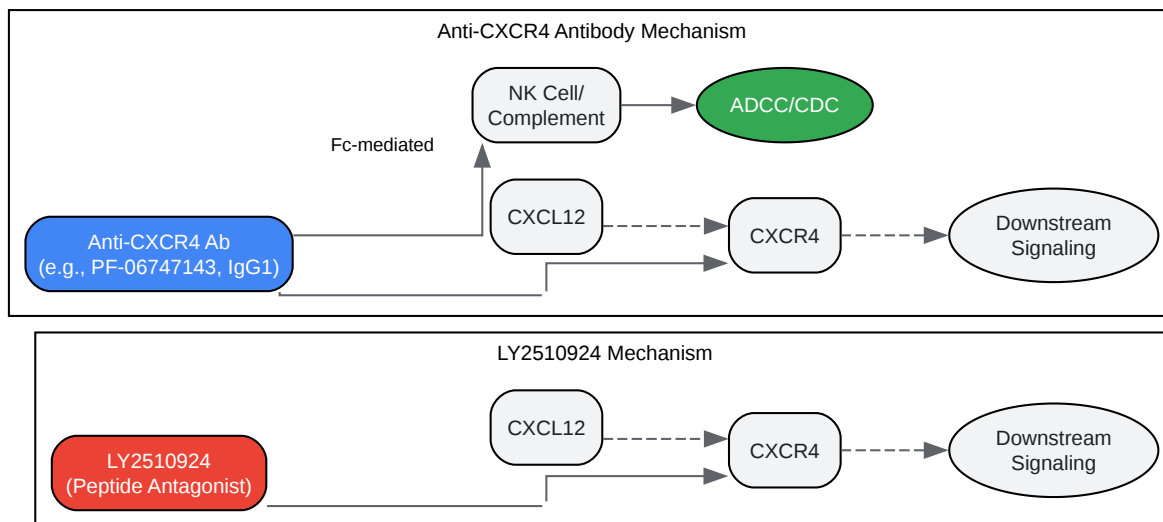 Anti-CXCR4 Antibody Mechanism
NK Cell/
Complement
ADCC/CDC
Fc-mediated
CXCL12
CXCR4
Downstream
Signaling
Anti-CXCR4 Ab
(e.g., PF-06747143, IgG1)
LY2510924 Mechanism
CXCL12
CXCR4
Downstream
Signaling
LY2510924
(Peptide Antagonist)